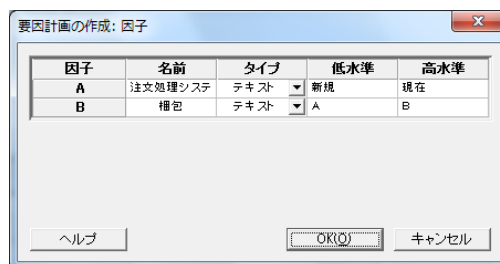 要因計画の作成: 因子
因子 名前 タイプ 低水準 高水準
A 注文処理システ テキスト 新規 現在
B 梱包 テキスト A B
ヘルプ OK(O) キャンセル